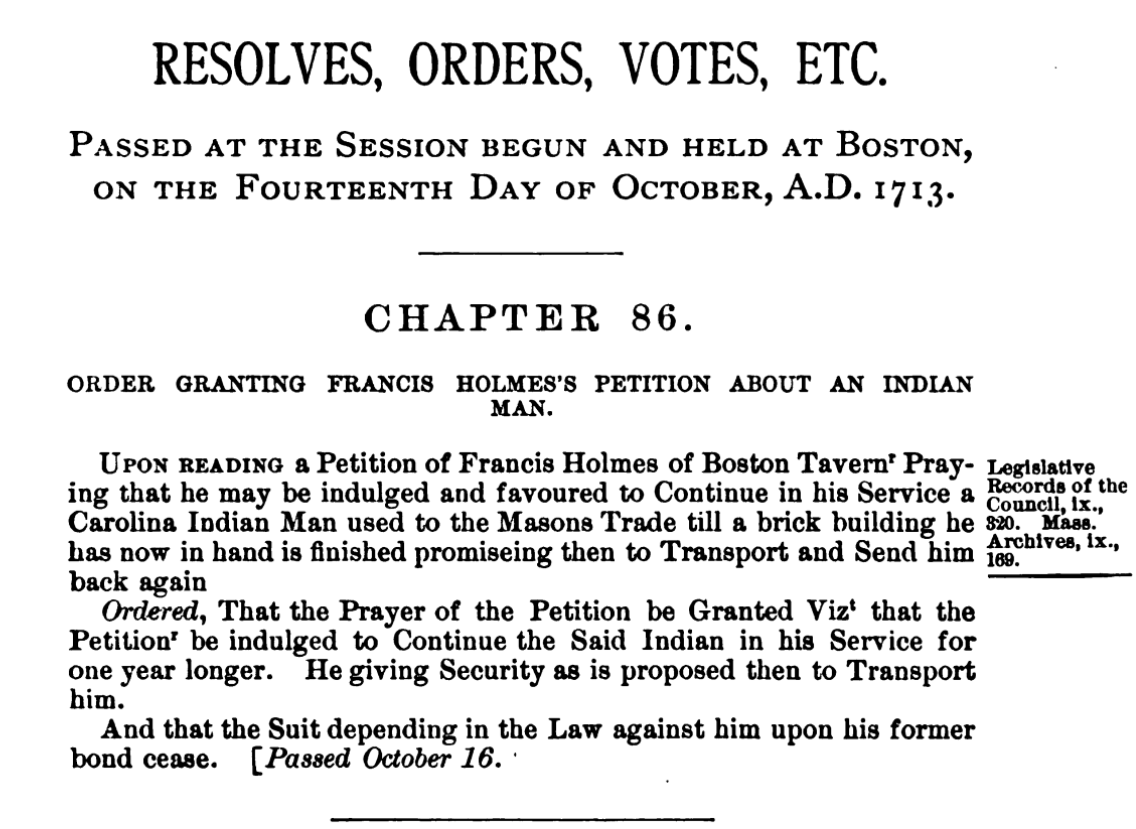 RESOLVES, ORDERS, VOTES, ETC.
PASSED AT THE SESSION BEGUN AND HELD AT BOSTON,
ON THE FOURTEENTH DAY OF OCTOBER, A.D. 1713.
CHAPTER 86.
ORDER GRANTING FRANCIS HOLMES'S PETITION ABOUT AN INDIAN
MAN.
UPON READING a Petition of Francis Holmes of Boston Tavernʳ Pray-
ing that he may be indulged and favoured to Continue in his Service a
Carolina Indian Man used to the Masons Trade till a brick building he
has now in hand is finished promiseing then to Transport and Send him
back again
Ordered, That the Prayer of the Petition be Granted Vizᵗ that the
Petitionʳ be indulged to Continue the Said Indian in his Service for
one year longer. He giving Security as is proposed then to Transport
him.
And that the Suit depending in the Law against him upon his former
bond cease. [Passed October 16.
Legislative
Records of the
Council, ix.,
320. Mass.
Archives, ix.,
169.